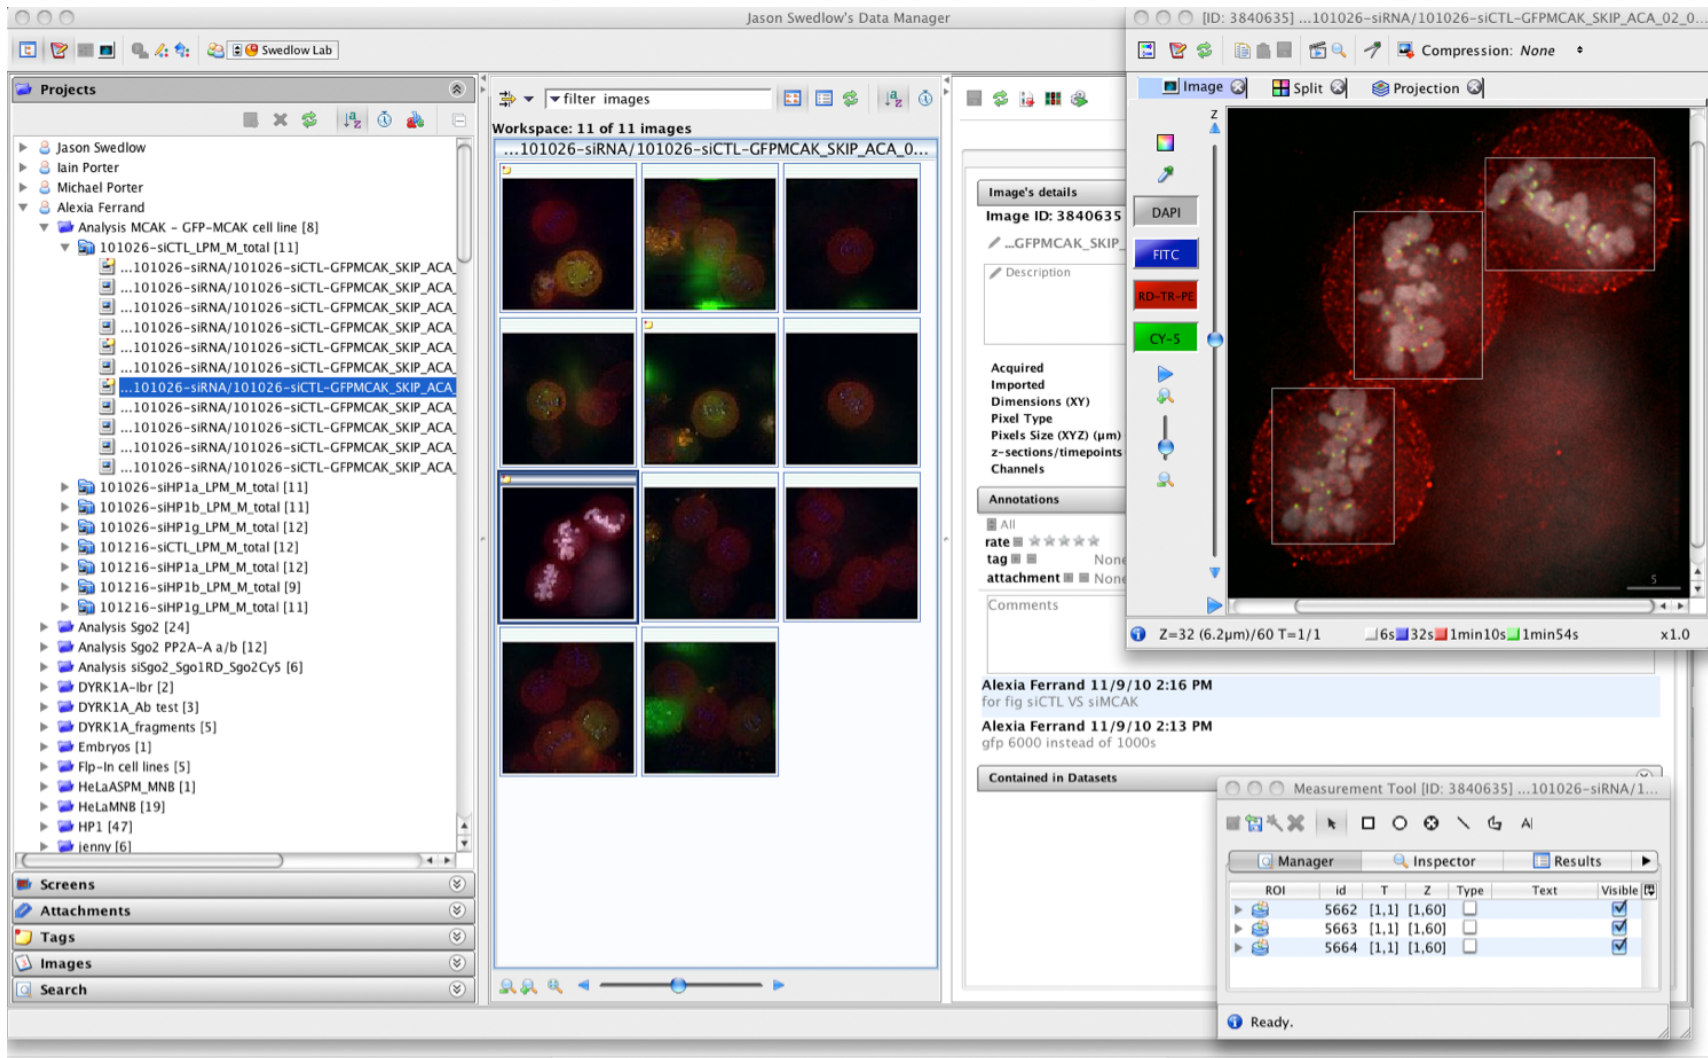 Jason Swedlow's Data Manager
Swedlow Lab
Projects
Jason Swedlow
Iain Porter
Michael Porter
Alexia Ferrand
Analysis MCAK - GFP-MCAK cell line [8]
101026-siCTL_LPM_M_total [11]
...101026-siRNA/101026-siCTL-GFPMCAK_SKIP_ACA_
...101026-siRNA/101026-siCTL-GFPMCAK_SKIP_ACA_
...101026-siRNA/101026-siCTL-GFPMCAK_SKIP_ACA_
...101026-siRNA/101026-siCTL-GFPMCAK_SKIP_ACA_
...101026-siRNA/101026-siCTL-GFPMCAK_SKIP_ACA_
...101026-siRNA/101026-siCTL-GFPMCAK_SKIP_ACA_
...101026-siRNA/101026-siCTL-GFPMCAK_SKIP_ACA_
...101026-siRNA/101026-siCTL-GFPMCAK_SKIP_ACA_
...101026-siRNA/101026-siCTL-GFPMCAK_SKIP_ACA_
...101026-siRNA/101026-siCTL-GFPMCAK_SKIP_ACA_
...101026-siRNA/101026-siCTL-GFPMCAK_SKIP_ACA_
101026-siHP1a_LPM_M_total [11]
101026-siHP1b_LPM_M_total [11]
101026-siHP1g_LPM_M_total [12]
101216-siCTL_LPM_M_total [12]
101216-siHP1a_LPM_M_total [12]
101216-siHP1b_LPM_M_total [9]
101216-siHP1g_LPM_M_total [11]
Analysis Sgo2 [24]
Analysis Sgo2 PP2A-A a/b [12]
Analysis siSgo2_Sgo1RD_Sgo2Cy5 [6]
DYRK1A-Ibr [2]
DYRK1A_Ab test [3]
DYRK1A_fragments [5]
Embryos [1]
Flp-In cell lines [5]
HeLaASPM_MNB [1]
HeLaMNB [19]
HP1 [47]
jenny [6]
Screens
Attachments
Tags
Images
Search
filter images
Workspace: 11 of 11 images
...101026-siRNA/101026-siCTL-GFPMCAK_SKIP_ACA_0...
Image's details
Image ID: 3840635
...GFPMCAK_SKIP_
Description
Acquired
Imported
Dimensions (XY)
Pixel Type
Pixels Size (XYZ) (µm)
z-sections/timepoints
Channels
Annotations
All
rate
tag None
attachment None
Comments
Alexia Ferrand 11/9/10 2:16 PM
for fig siCTL VS siMCAK
Alexia Ferrand 11/9/10 2:13 PM
gfp 6000 instead of 1000s
Contained in Datasets
[ID: 3840635] ...101026-siRNA/101026-siCTL-GFPMCAK_SKIP_ACA_02_0...
Compression: None
Image Split Projection
Z
DAPI
FITC
RD-TR-PE
CY-5
5
Z=32 (6.2µm)/60 T=1/1 6s 32s 1min10s 1min54s x1.0
Measurement Tool [ID: 3840635] ...101026-siRNA/1...
A
Manager Inspector Results
ROI id T Z Type Text Visible
5662 [1,1] [1,60]
5663 [1,1] [1,60]
5664 [1,1] [1,60]
Ready.